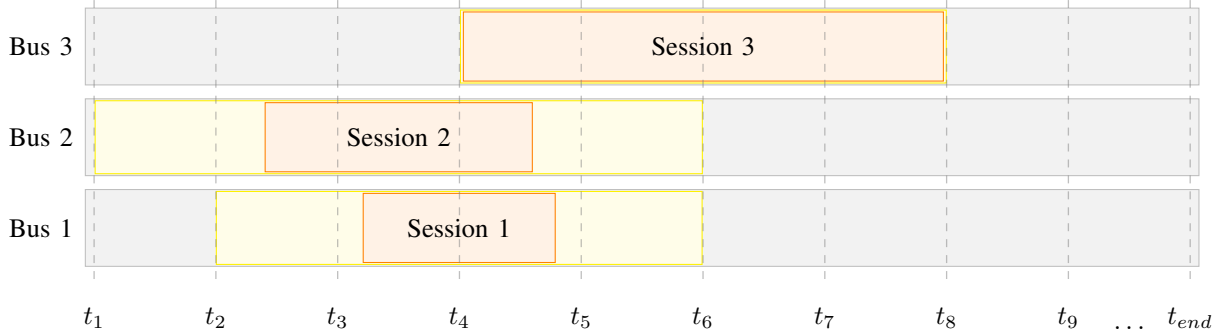 Bus 3 Session 3
Bus 2 Session 2
Bus 1 Session 1
t₁ t₂ t₃ t₄ t₅ t₆ t₇ t₈ t₉ ... t_end